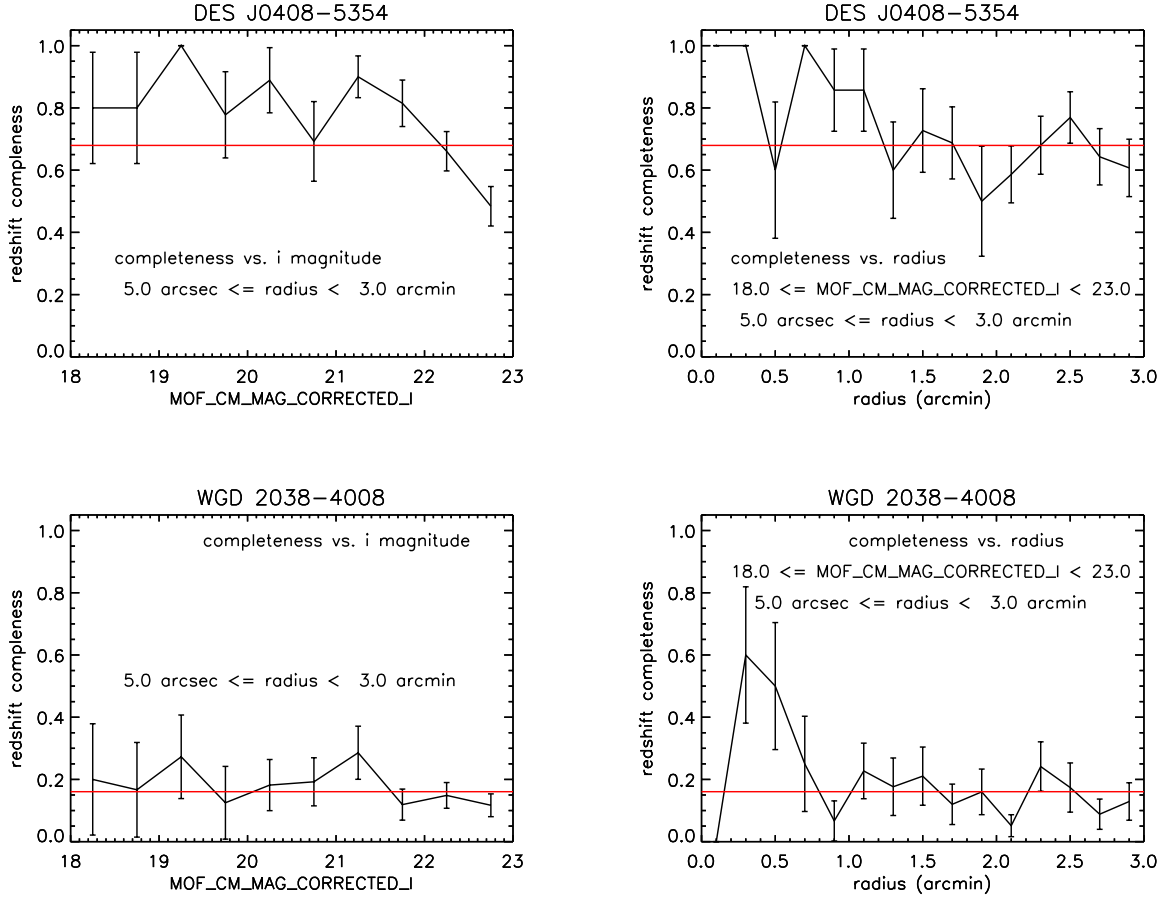 DES J0408-5354
1.0
0.8
0.6
0.4
0.2
0.0
redshift compleness
completeness vs. i magnitude
5.0 arcsec <= radius < 3.0 arcmin
18 19 20 21 22 23
MOF_CM_MAG_CORRECTED_I
DES J0408-5354
1.0
0.8
0.6
0.4
0.2
0.0
redshift completeness
completeness vs. radius
18.0 <= MOF_CM_MAG_CORRECTED_I < 23.0
5.0 arcsec <= radius < 3.0 arcmin
0.0 0.5 1.0 1.5 2.0 2.5 3.0
radius (arcmin)
WGD 2038-4008
1.0
0.8
0.6
0.4
0.2
0.0
redshift compleness
completeness vs. i magnitude
5.0 arcsec <= radius < 3.0 arcmin
18 19 20 21 22 23
MOF_CM_MAG_CORRECTED_I
WGD 2038-4008
1.0
0.8
0.6
0.4
0.2
0.0
redshift completeness
completeness vs. radius
18.0 <= MOF_CM_MAG_CORRECTED_I < 23.0
5.0 arcsec <= radius < 3.0 arcmin
0.0 0.5 1.0 1.5 2.0 2.5 3.0
radius (arcmin)